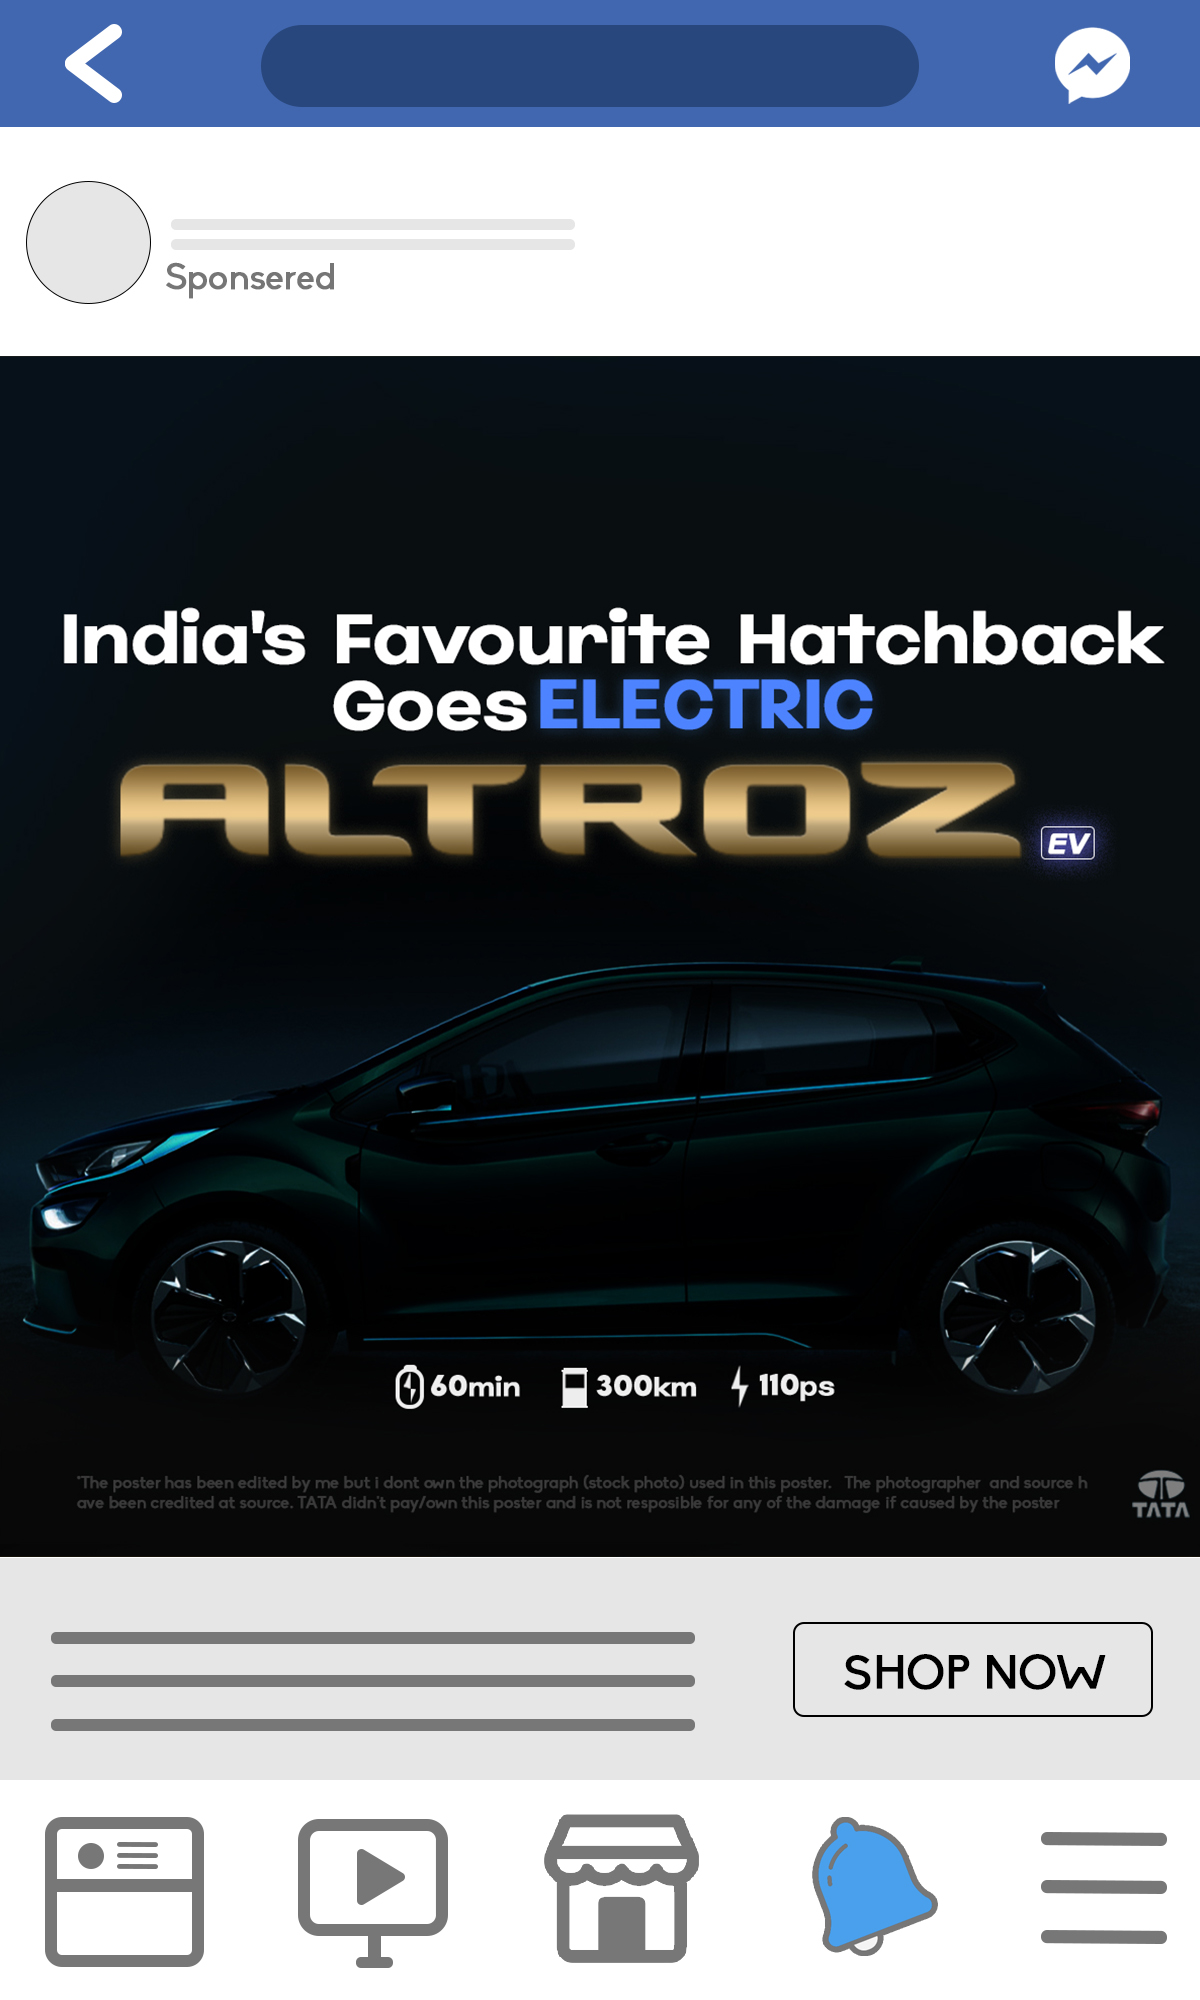 Sponsered
India's Favourite Hatchback
Goes ELECTRIC
ALTROZ
EV
60min 300km 110ps
*The poster has been edited by me but i dont own the photograph (stock photo) used in this poster. The photographer and source h
ave been credited at source. TATA didn't pay/own this poster and is not resposible for any of the damage if caused by the poster
TATA
SHOP NOW